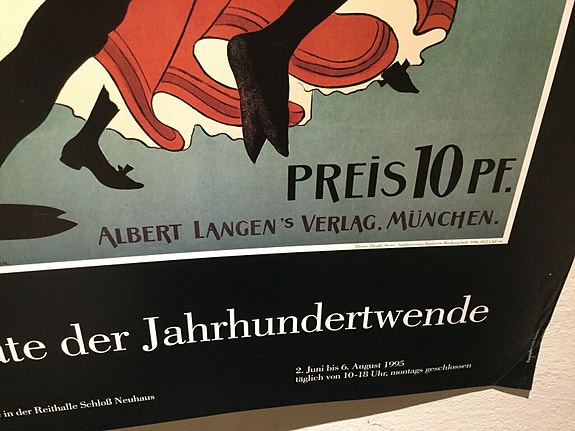 PREIS 10 PF.
ALBERT LANGEN'S VERLAG, MÜNCHEN.
te der Jahrhundertwende
2. Juni bis 6. August 1995
täglich von 10-18 Uhr, montags geschlossen
in der Reithalle Schloß Neuhaus